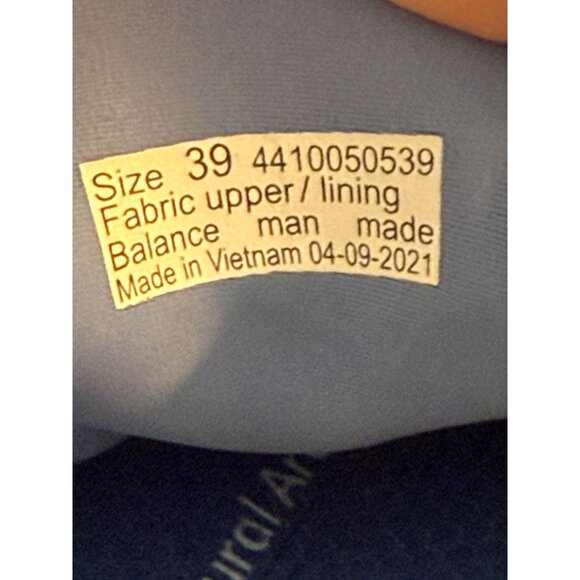 Size 39 4410050539
Fabric upper / lining
Balance man made
Made in Vietnam 04-09-2021